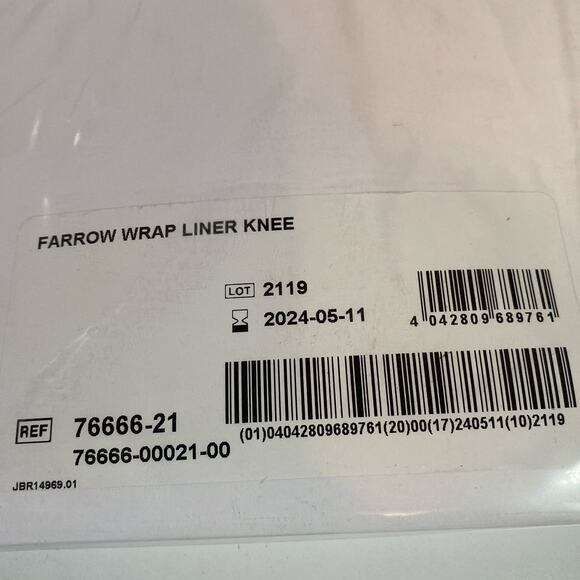 FARROW WRAP LINER KNEE
LOT 2119
2024-05-11
4 042809 689761
REF 76666-21
(01)04042809689761(20)00(17)240511(10)2119
76666-00021-00
JBR14969.01